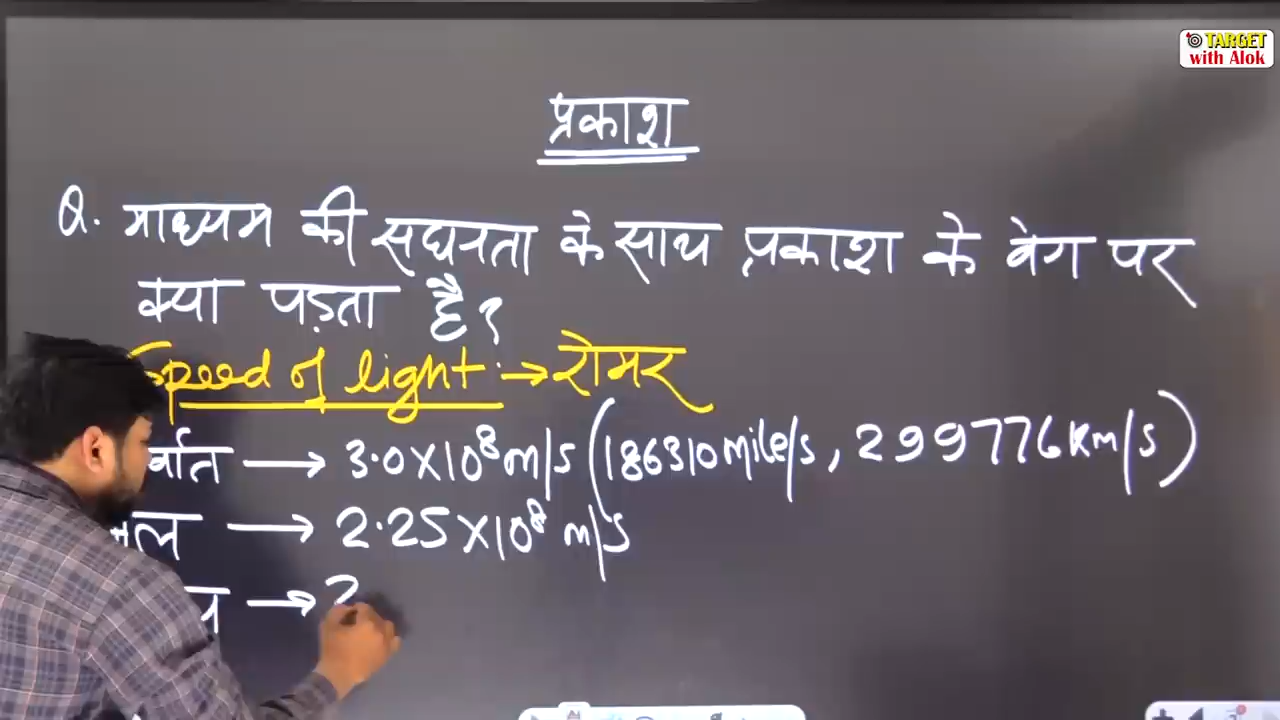 TARGET
with Alok
प्रकाश
Q. माध्यम की सघनता के साथ प्रकाश के वेग पर
क्या पड़ता है?
Speed of light → रोमर
→ 3.0×10⁸ m/s (186310 mile/s, 299776 Km/s)
जल → 2.25×10⁸ m/s
→ 2